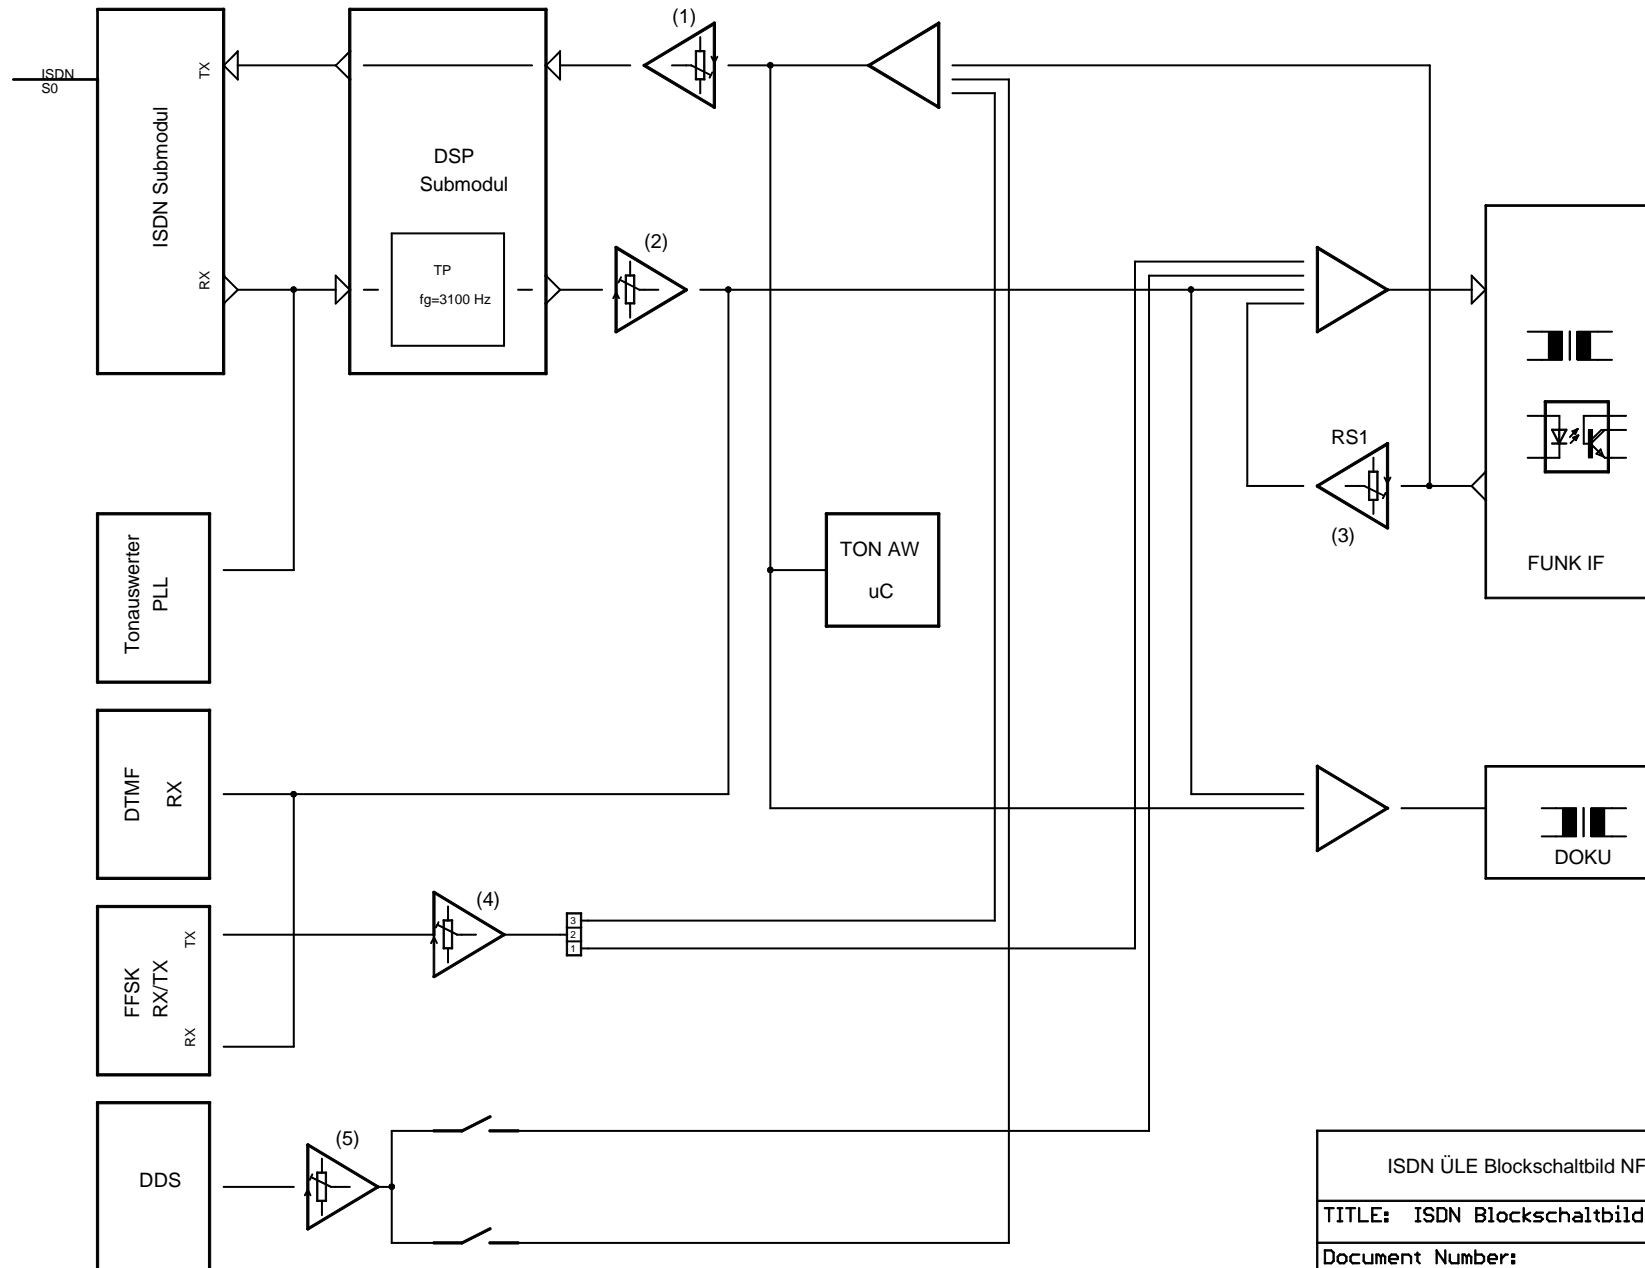 (1)
ISDN
S0
TX
ISDN Submodul
RX
DSP
Submodul
TP
fg=3100 Hz
(2)
RS1
(3)
FUNK IF
Tonauswerter
PLL
TON AW
uC
DTMF
RX
DOKU
(4)
3
2
1
FFSK
RX/TX
TX
RX
(5)
DDS
ISDN ÜLE Blockschaltbild NF
TITLE: ISDN Blockschaltbild
Document Number: